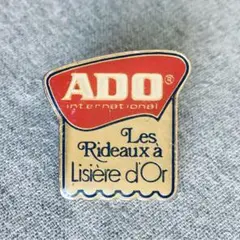 ADO®
international
Les
Rideaux à
Lisière d'Or